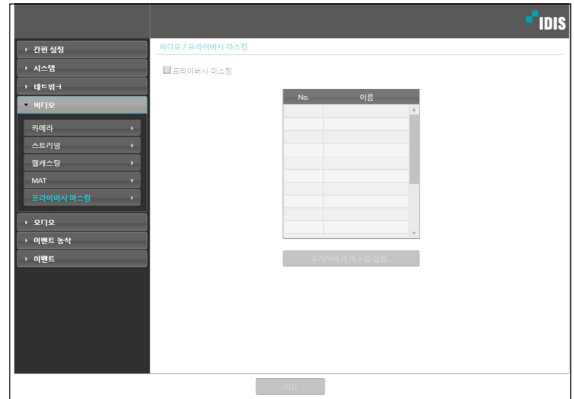 IDIS
간편 설정
시스템
네트워크
비디오
카메라
스트리밍
웹캐스팅
MAT
프라이버시 마스킹
오디오
이벤트 동작
이벤트
비디오 / 프라이버시 마스킹
프라이버시 마스킹
No. 이름
프라이버시 마스킹 설정
저장